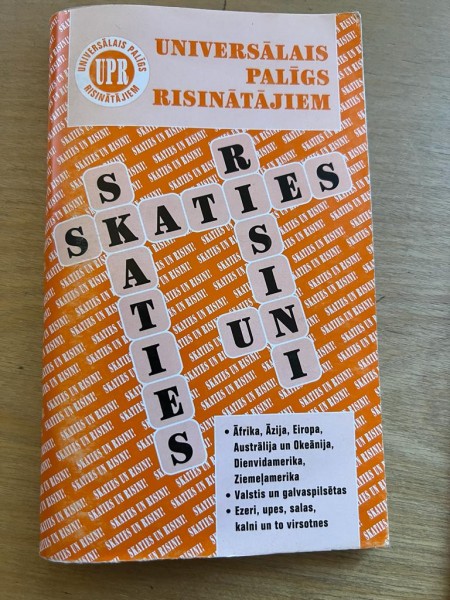 UNIVERSĀLAIS PALĪGS
UPR
RISINĀTĀJIEM
UNIVERSĀLAIS
PALĪGS
RISINĀTĀJIEM
SKATIES
SKATIES
RISINI
UN
SKATIES UN RISINI!
• Āfrika, Āzija, Eiropa,
Austrālija un Okeānija,
Dienvidamerika,
Ziemeļamerika
• Valstis un galvaspilsētas
• Ezeri, upes, salas,
kalni un to virsotnes